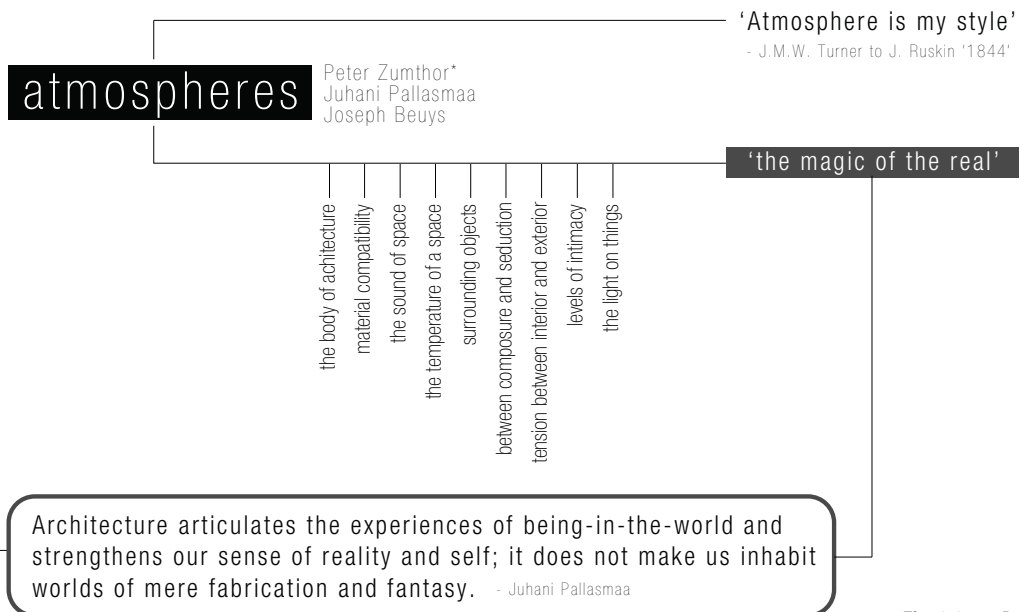 'Atmosphere is my style'
- J.M.W. Turner to J. Ruskin '1844'
atmospheres
Peter Zumthor*
Juhani Pallasmaa
Joseph Beuys
'the magic of the real'
the body of achitecture
material compatibility
the sound of space
the temperature of a space
surrounding objects
between composure and seduction
tension between interior and exterior
levels of intimacy
the light on things
Architecture articulates the experiences of being-in-the-world and
strengthens our sense of reality and self; it does not make us inhabit
worlds of mere fabrication and fantasy. - Juhani Pallasmaa